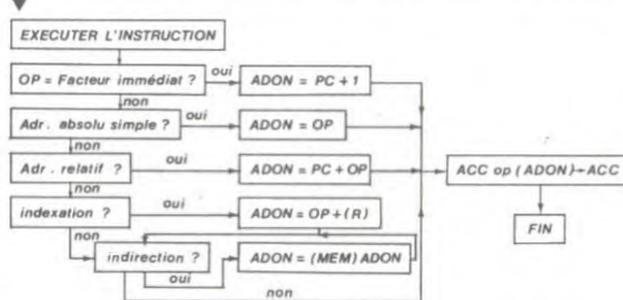 EXECUTER L'INSTRUCTION
OP = Facteur immédiat ?
oui
ADON = PC + 1
non
Adr. absolu simple ?
oui
ADON = OP
non
Adr. relatif ?
oui
ADON = PC + OP
ACC op (ADON)→ACC
non
indexation ?
oui
ADON = OP + (R)
FIN
non
indirection ?
oui
ADON = (MEM) ADON
non